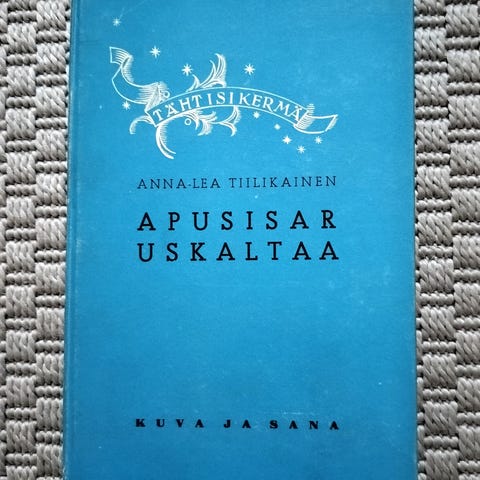 TÄHTISIKERMÄ
ANNA-LEA TIILIKAINEN
APUSISAR
USKALTAA
KUVA JA SANA